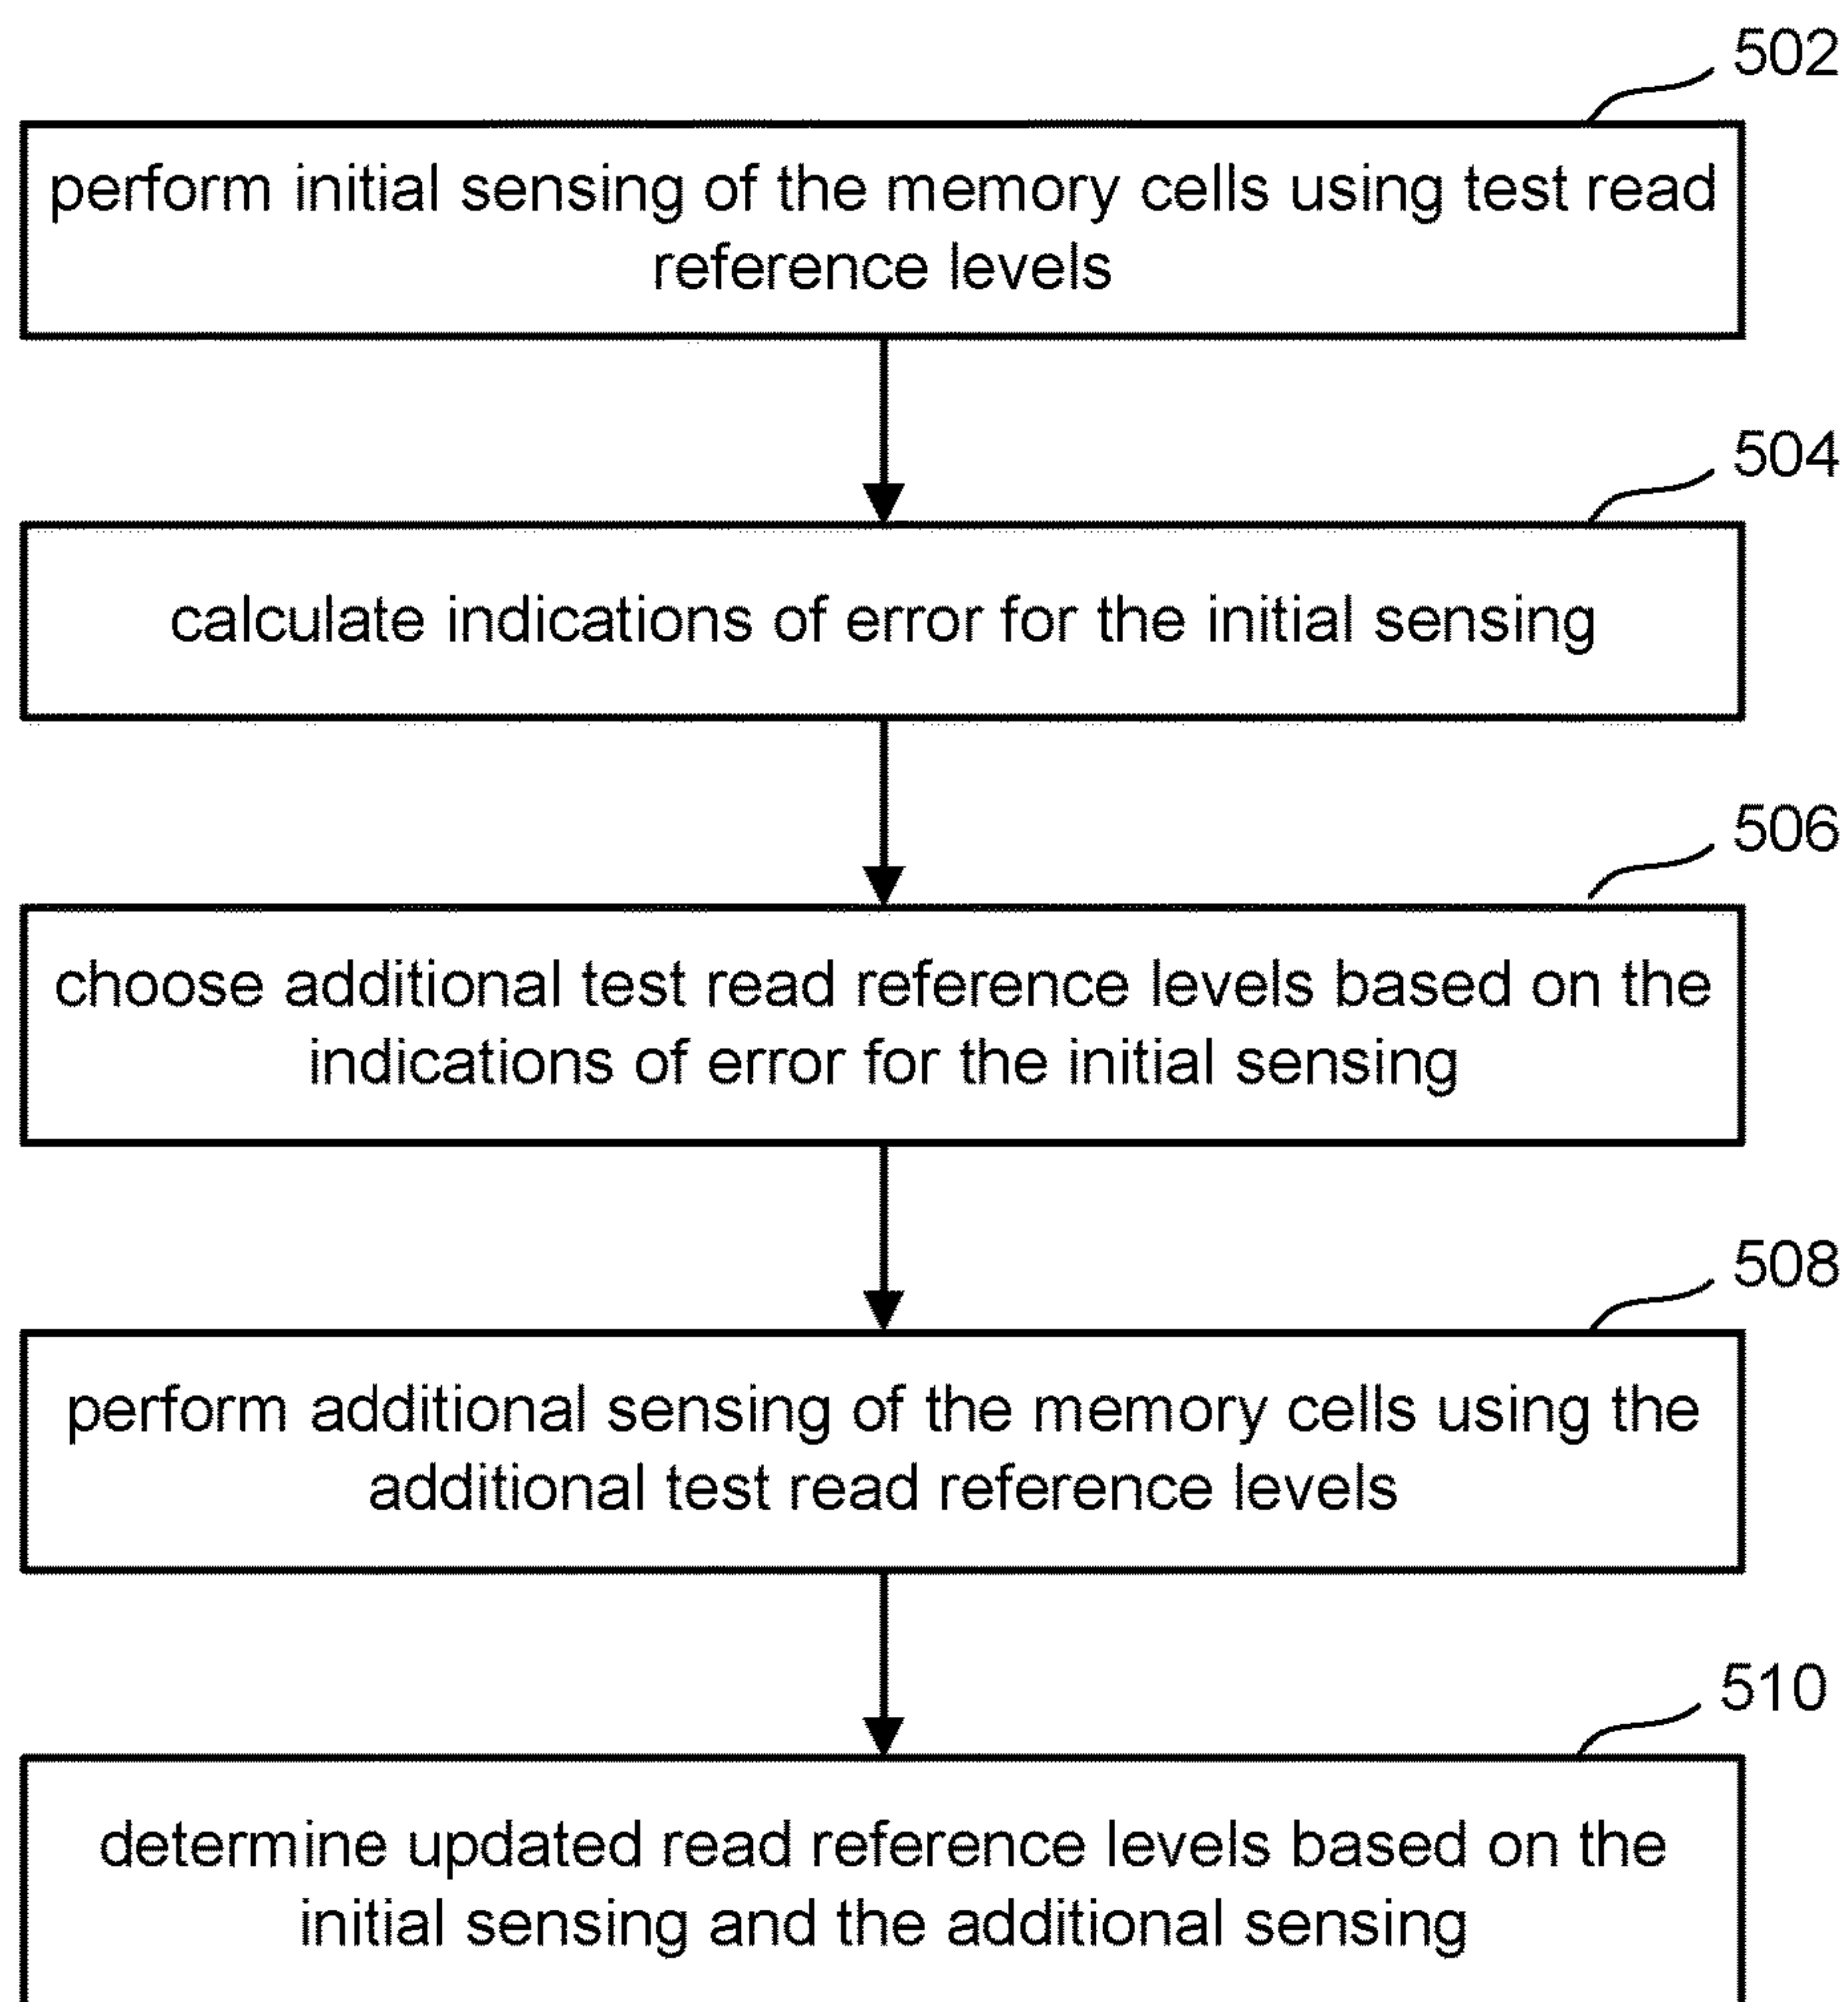 502
perform initial sensing of the memory cells using test read
reference levels
504
calculate indications of error for the initial sensing
506
choose additional test read reference levels based on the
indications of error for the initial sensing
508
perform additional sensing of the memory cells using the
additional test read reference levels
510
determine updated read reference levels based on the
initial sensing and the additional sensing